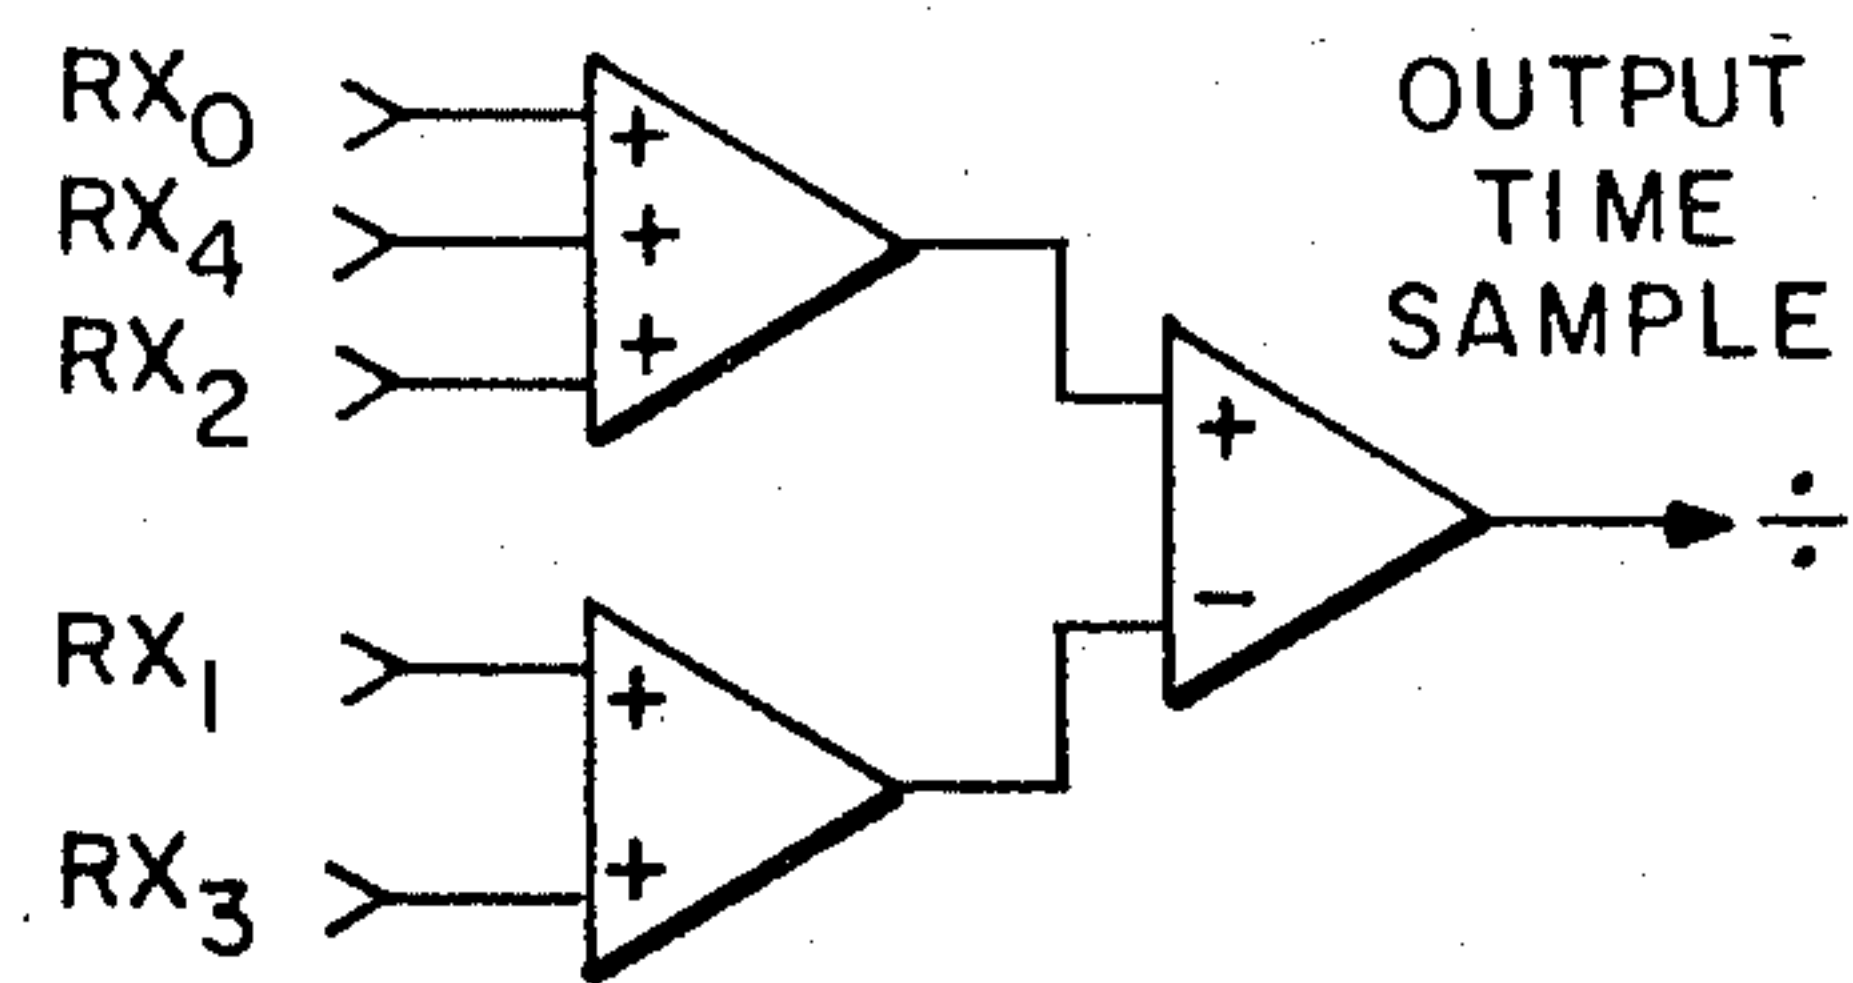 RX0
RX4
RX2
RX1
RX3
+
+
+
+
+
+
-
OUTPUT
TIME
SAMPLE
÷